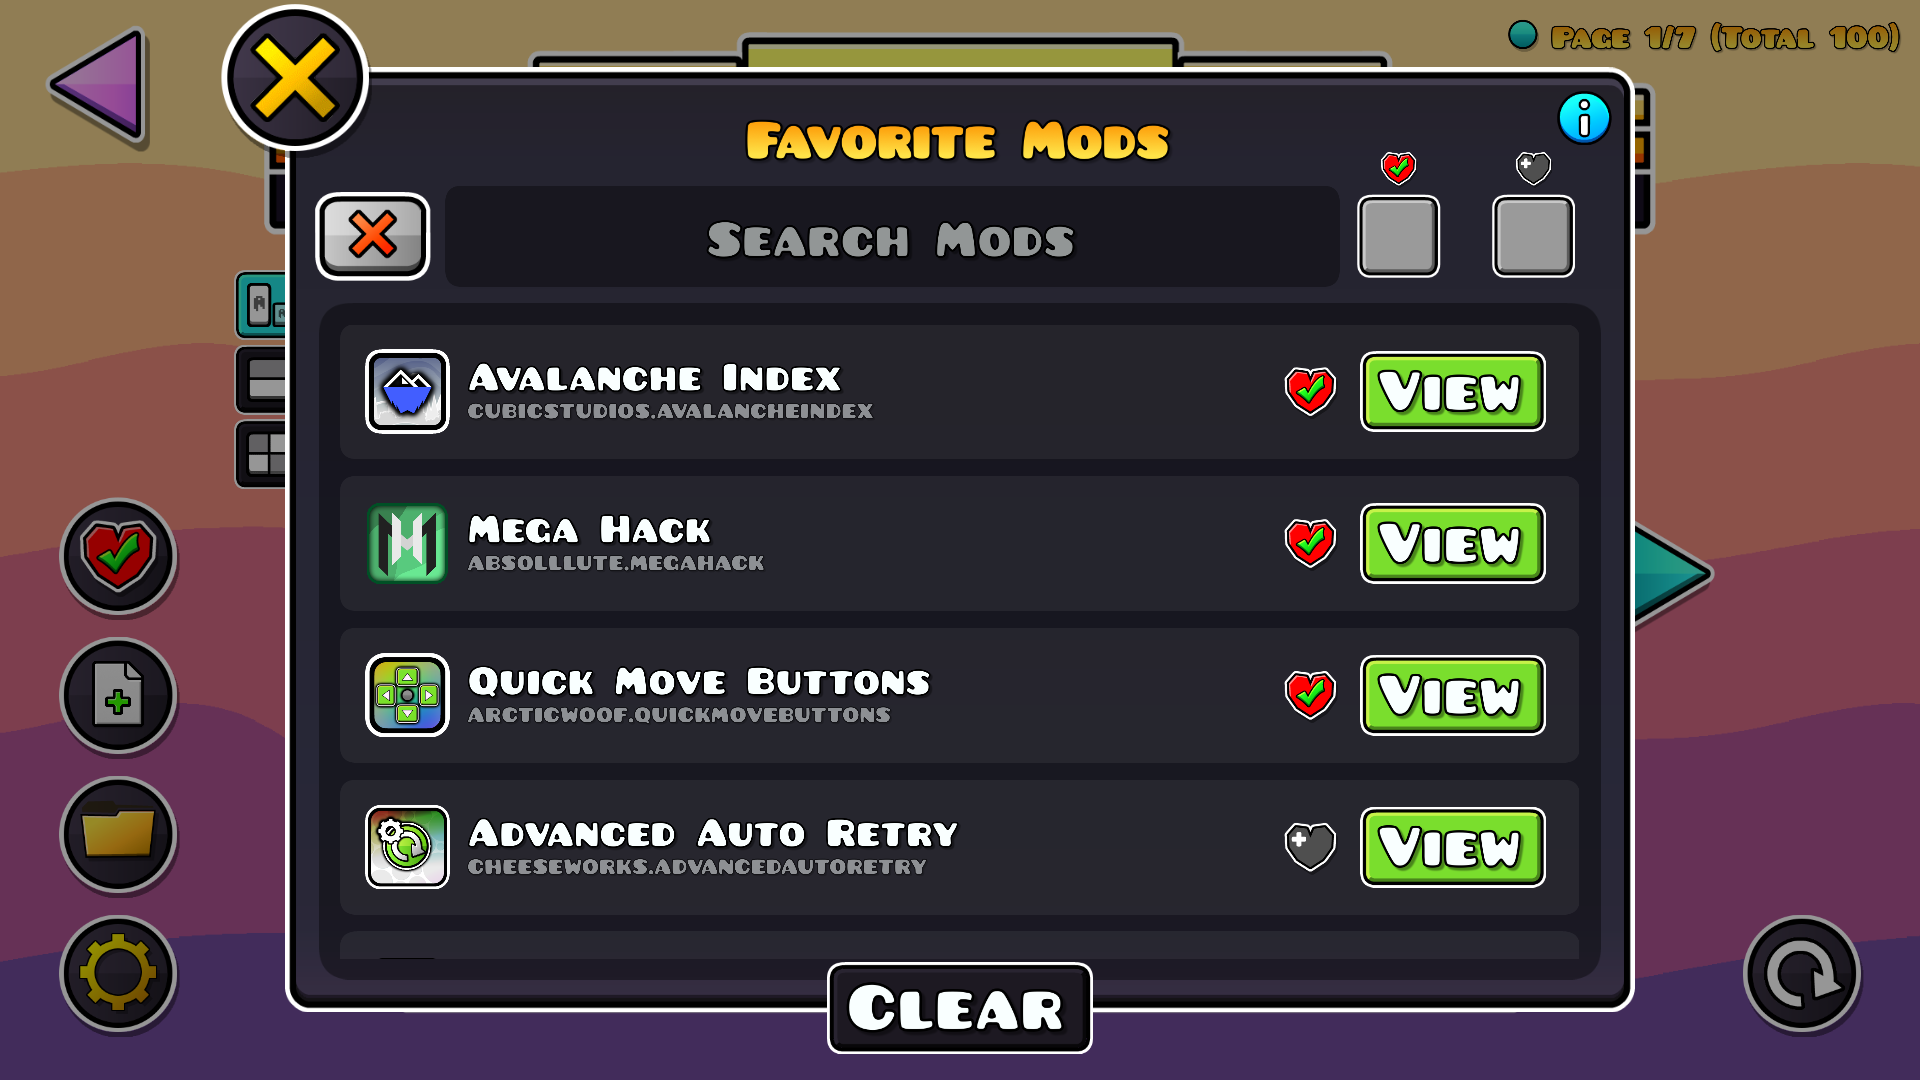 Page 1/7 (Total 100)
Favorite Mods
Search Mods
Avalanche Index
cubicstudios.avalancheindex
View
Mega Hack
absolllute.megahack
View
Quick Move Buttons
arcticwoof.quickmovebuttons
View
Advanced Auto Retry
cheeseworks.advancedautoretry
View
Clear